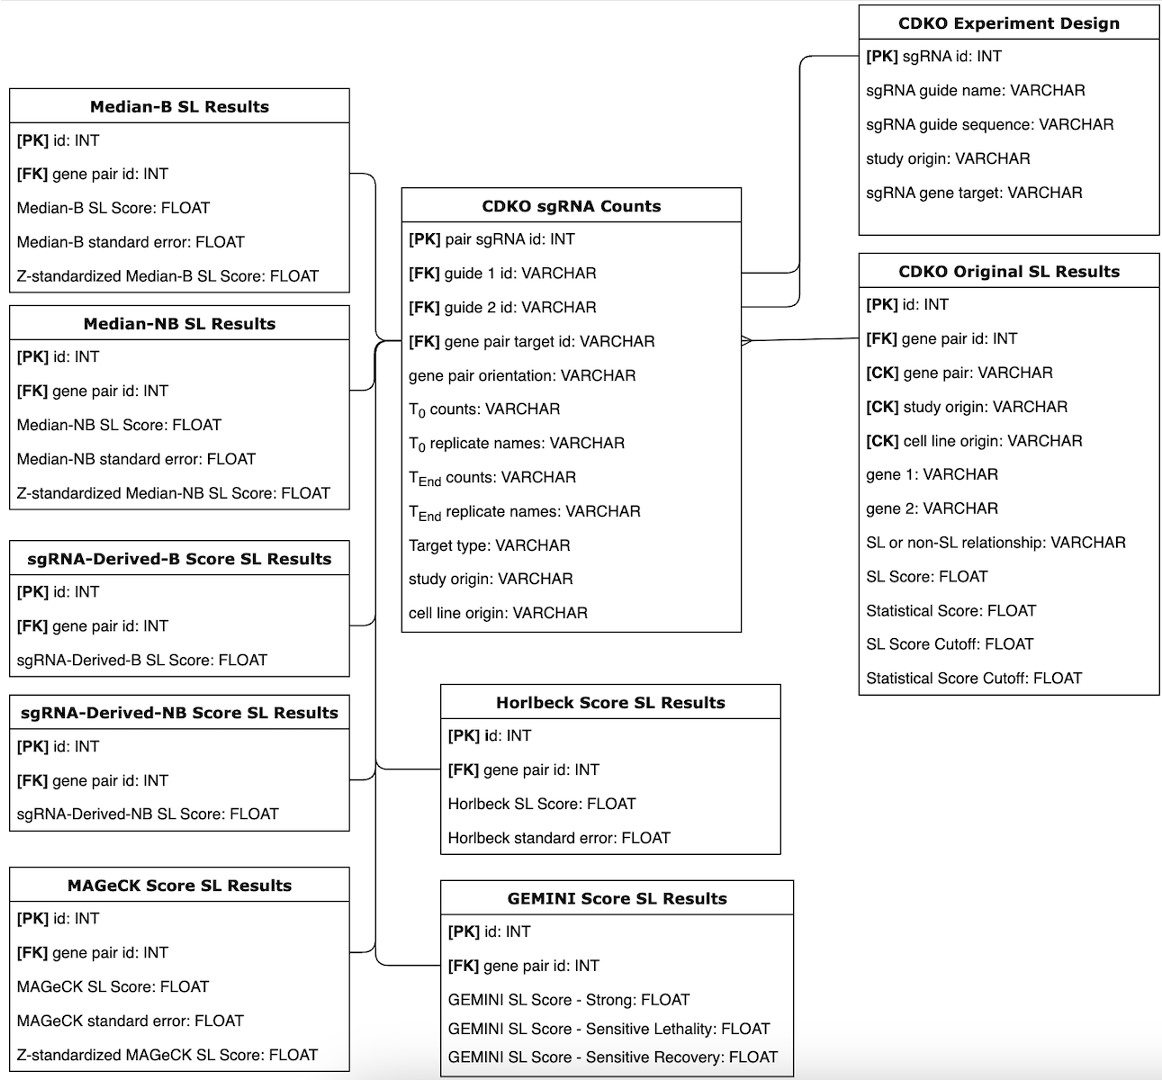 CDKO Experiment Design
[PK] sgRNA id: INT
sgRNA guide name: VARCHAR
sgRNA guide sequence: VARCHAR
study origin: VARCHAR
sgRNA gene target: VARCHAR
Median-B SL Results
[PK] id: INT
[FK] gene pair id: INT
Median-B SL Score: FLOAT
Median-B standard error: FLOAT
Z-standardized Median-B SL Score: FLOAT
Median-NB SL Results
[PK] id: INT
[FK] gene pair id: INT
Median-NB SL Score: FLOAT
Median-NB standard error: FLOAT
Z-standardized Median-NB SL Score: FLOAT
sgRNA-Derived-B Score SL Results
[PK] id: INT
[FK] gene pair id: INT
sgRNA-Derived-B SL Score: FLOAT
sgRNA-Derived-NB Score SL Results
[PK] id: INT
[FK] gene pair id: INT
sgRNA-Derived-NB SL Score: FLOAT
MAGeCK Score SL Results
[PK] id: INT
[FK] gene pair id: INT
MAGeCK SL Score: FLOAT
MAGeCK standard error: FLOAT
Z-standardized MAGeCK SL Score: FLOAT
CDKO sgRNA Counts
[PK] pair sgRNA id: INT
[FK] guide 1 id: VARCHAR
[FK] guide 2 id: VARCHAR
[FK] gene pair target id: VARCHAR
gene pair orientation: VARCHAR
T0 counts: VARCHAR
T0 replicate names: VARCHAR
TEnd counts: VARCHAR
TEnd replicate names: VARCHAR
Target type: VARCHAR
study origin: VARCHAR
cell line origin: VARCHAR
Horlbeck Score SL Results
[PK] id: INT
[FK] gene pair id: INT
Horlbeck SL Score: FLOAT
Horlbeck standard error: FLOAT
GEMINI Score SL Results
[PK] id: INT
[FK] gene pair id: INT
GEMINI SL Score - Strong: FLOAT
GEMINI SL Score - Sensitive Lethality: FLOAT
GEMINI SL Score - Sensitive Recovery: FLOAT
CDKO Original SL Results
[PK] id: INT
[FK] gene pair id: INT
[CK] gene pair: VARCHAR
[CK] study origin: VARCHAR
[CK] cell line origin: VARCHAR
gene 1: VARCHAR
gene 2: VARCHAR
SL or non-SL relationship: VARCHAR
SL Score: FLOAT
Statistical Score: FLOAT
SL Score Cutoff: FLOAT
Statistical Score Cutoff: FLOAT